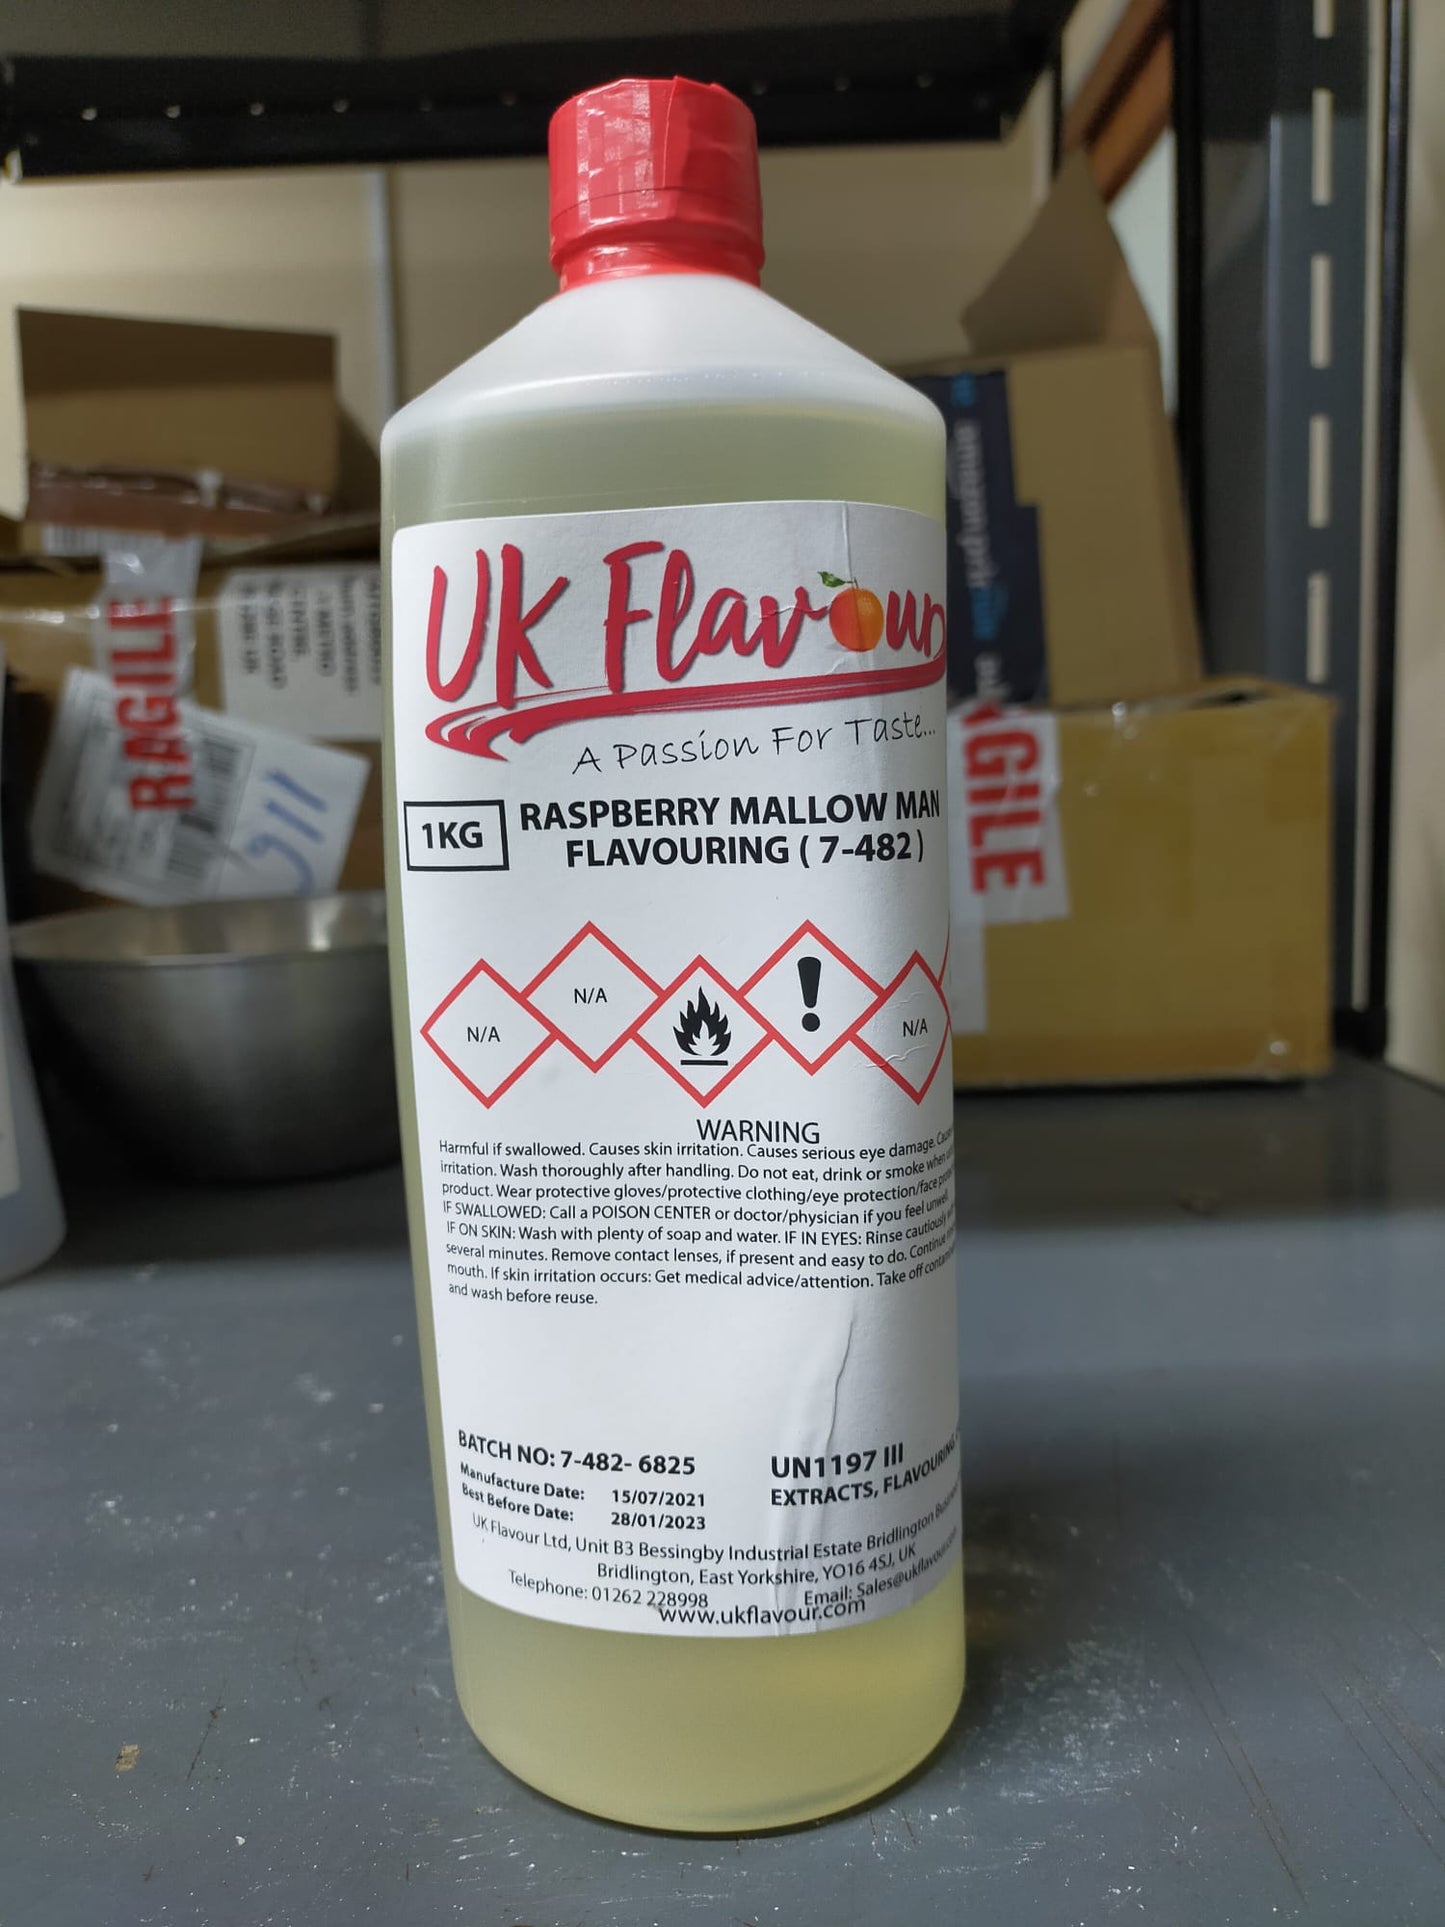 UK Flavour
A Passion For Taste...
1KG
RASPBERRY MALLOW MAN
FLAVOURING ( 7-482 )
N/A
N/A
N/A
WARNING
Harmful if swallowed. Causes skin irritation. Causes serious eye damage.
irritation. Wash thoroughly after handling. Do not eat, drink or smoke when
product. Wear protective gloves/protective clothing/eye protection/face
IF SWALLOWED: Call a POISON CENTER or doctor/physician if you feel unwell.
IF ON SKIN: Wash with plenty of soap and water. IF IN EYES: Rinse cautiously
several minutes. Remove contact lenses, if present and easy to do. Continue
mouth. If skin irritation occurs: Get medical advice/attention. Take off
and wash before reuse.
BATCH NO: 7-482- 6825
Manufacture Date: 15/07/2021
Best Before Date: 28/01/2023
UN1197 III
EXTRACTS, FLAVOURING,
UK Flavour Ltd, Unit B3 Bessingby Industrial Estate Bridlington
Bridlington, East Yorkshire, YO16 4SJ, UK
Telephone: 01262 228998
Email: Sales@ukflavour.com
www.ukflavour.com
FRAGILE
GILE